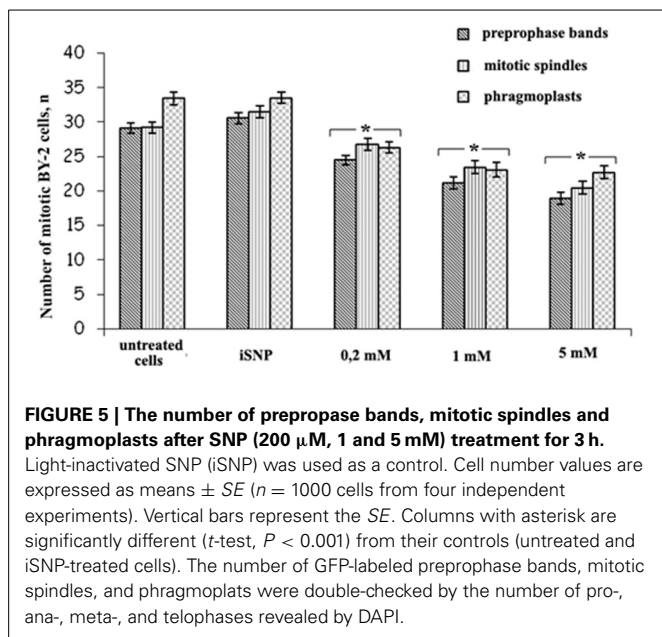 40
35
30
25
20
15
10
5
0
Number of mitotic BY-2 cells, n
preprophase bands
mitotic spindles
phragmoplasts
*
*
*
untreated
cells
iSNP
0,2 mM
1 mM
5 mM
FIGURE 5 | The number of prepropase bands, mitotic spindles and
phragmoplasts after SNP (200 μM, 1 and 5 mM) treatment for 3 h.
Light-inactivated SNP (iSNP) was used as a control. Cell number values are
expressed as means ± SE (n = 1000 cells from four independent
experiments). Vertical bars represent the SE. Columns with asterisk are
significantly different (t-test, P < 0.001) from their controls (untreated and
iSNP-treated cells). The number of GFP-labeled preprophase bands, mitotic
spindles, and phragmoplats were double-checked by the number of pro-,
ana-, meta-, and telophases revealed by DAPI.